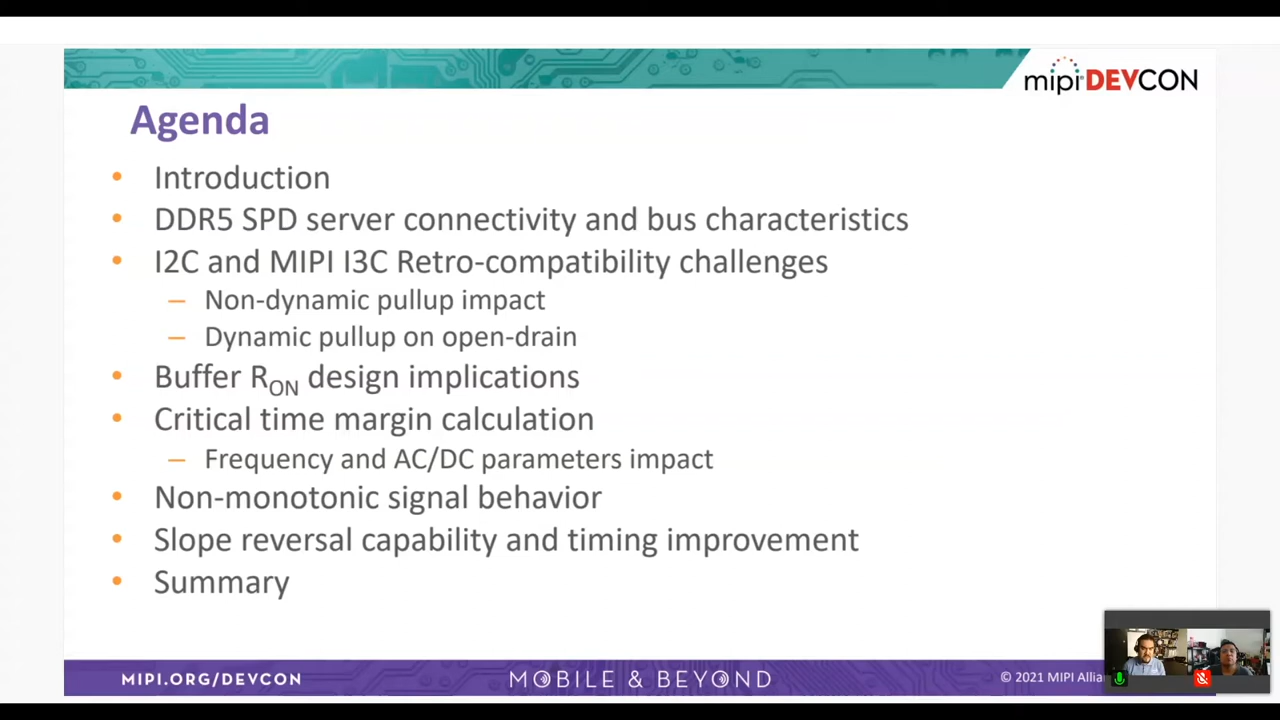 mipi DEVCON
Agenda
• Introduction
• DDR5 SPD server connectivity and bus characteristics
• I2C and MIPI I3C Retro-compatibility challenges
– Non-dynamic pullup impact
– Dynamic pullup on open-drain
• Buffer RON design implications
• Critical time margin calculation
– Frequency and AC/DC parameters impact
• Non-monotonic signal behavior
• Slope reversal capability and timing improvement
• Summary
MIPI.ORG/DEVCON
MOBILE & BEYOND
© 2021 MIPI